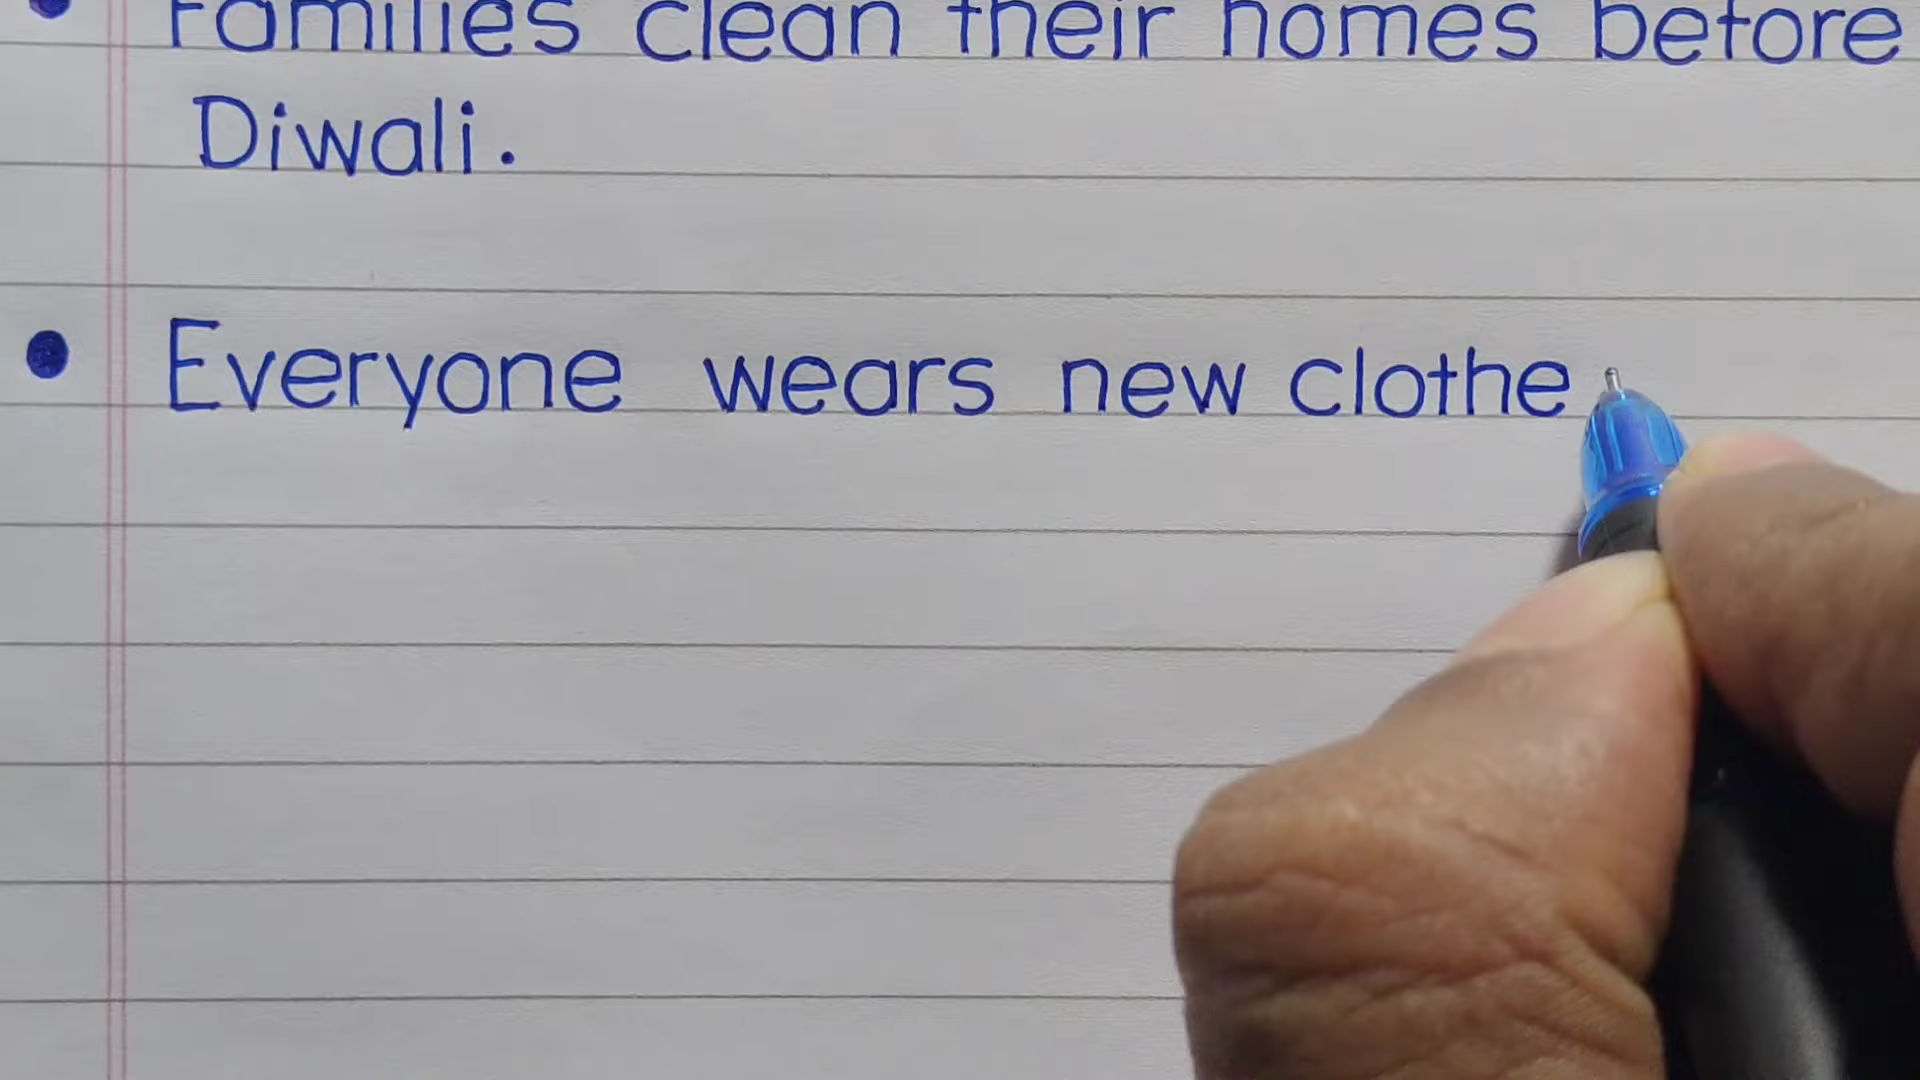 • Families clean their homes before
Diwali.
• Everyone wears new clothe